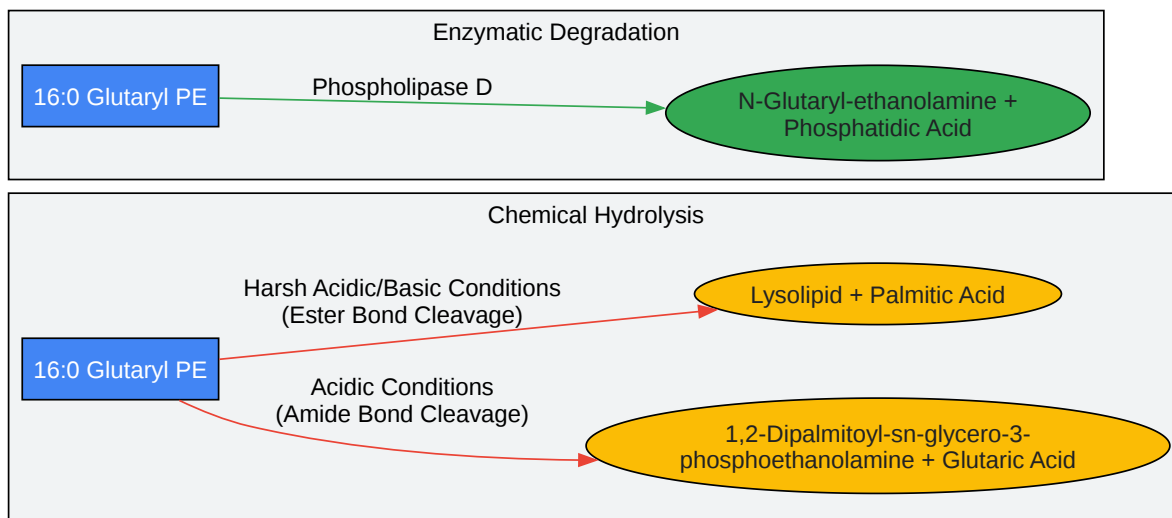 Enzymatic Degradation
16:0 Glutaryl PE
Phospholipase D
N-Glutaryl-ethanolamine +
Phosphatidic Acid
Chemical Hydrolysis
Harsh Acidic/Basic Conditions
(Ester Bond Cleavage)
Lysolipid + Palmitic Acid
16:0 Glutaryl PE
Acidic Conditions
(Amide Bond Cleavage)
1,2-Dipalmitoyl-sn-glycero-3-
phosphoethanolamine + Glutaric Acid